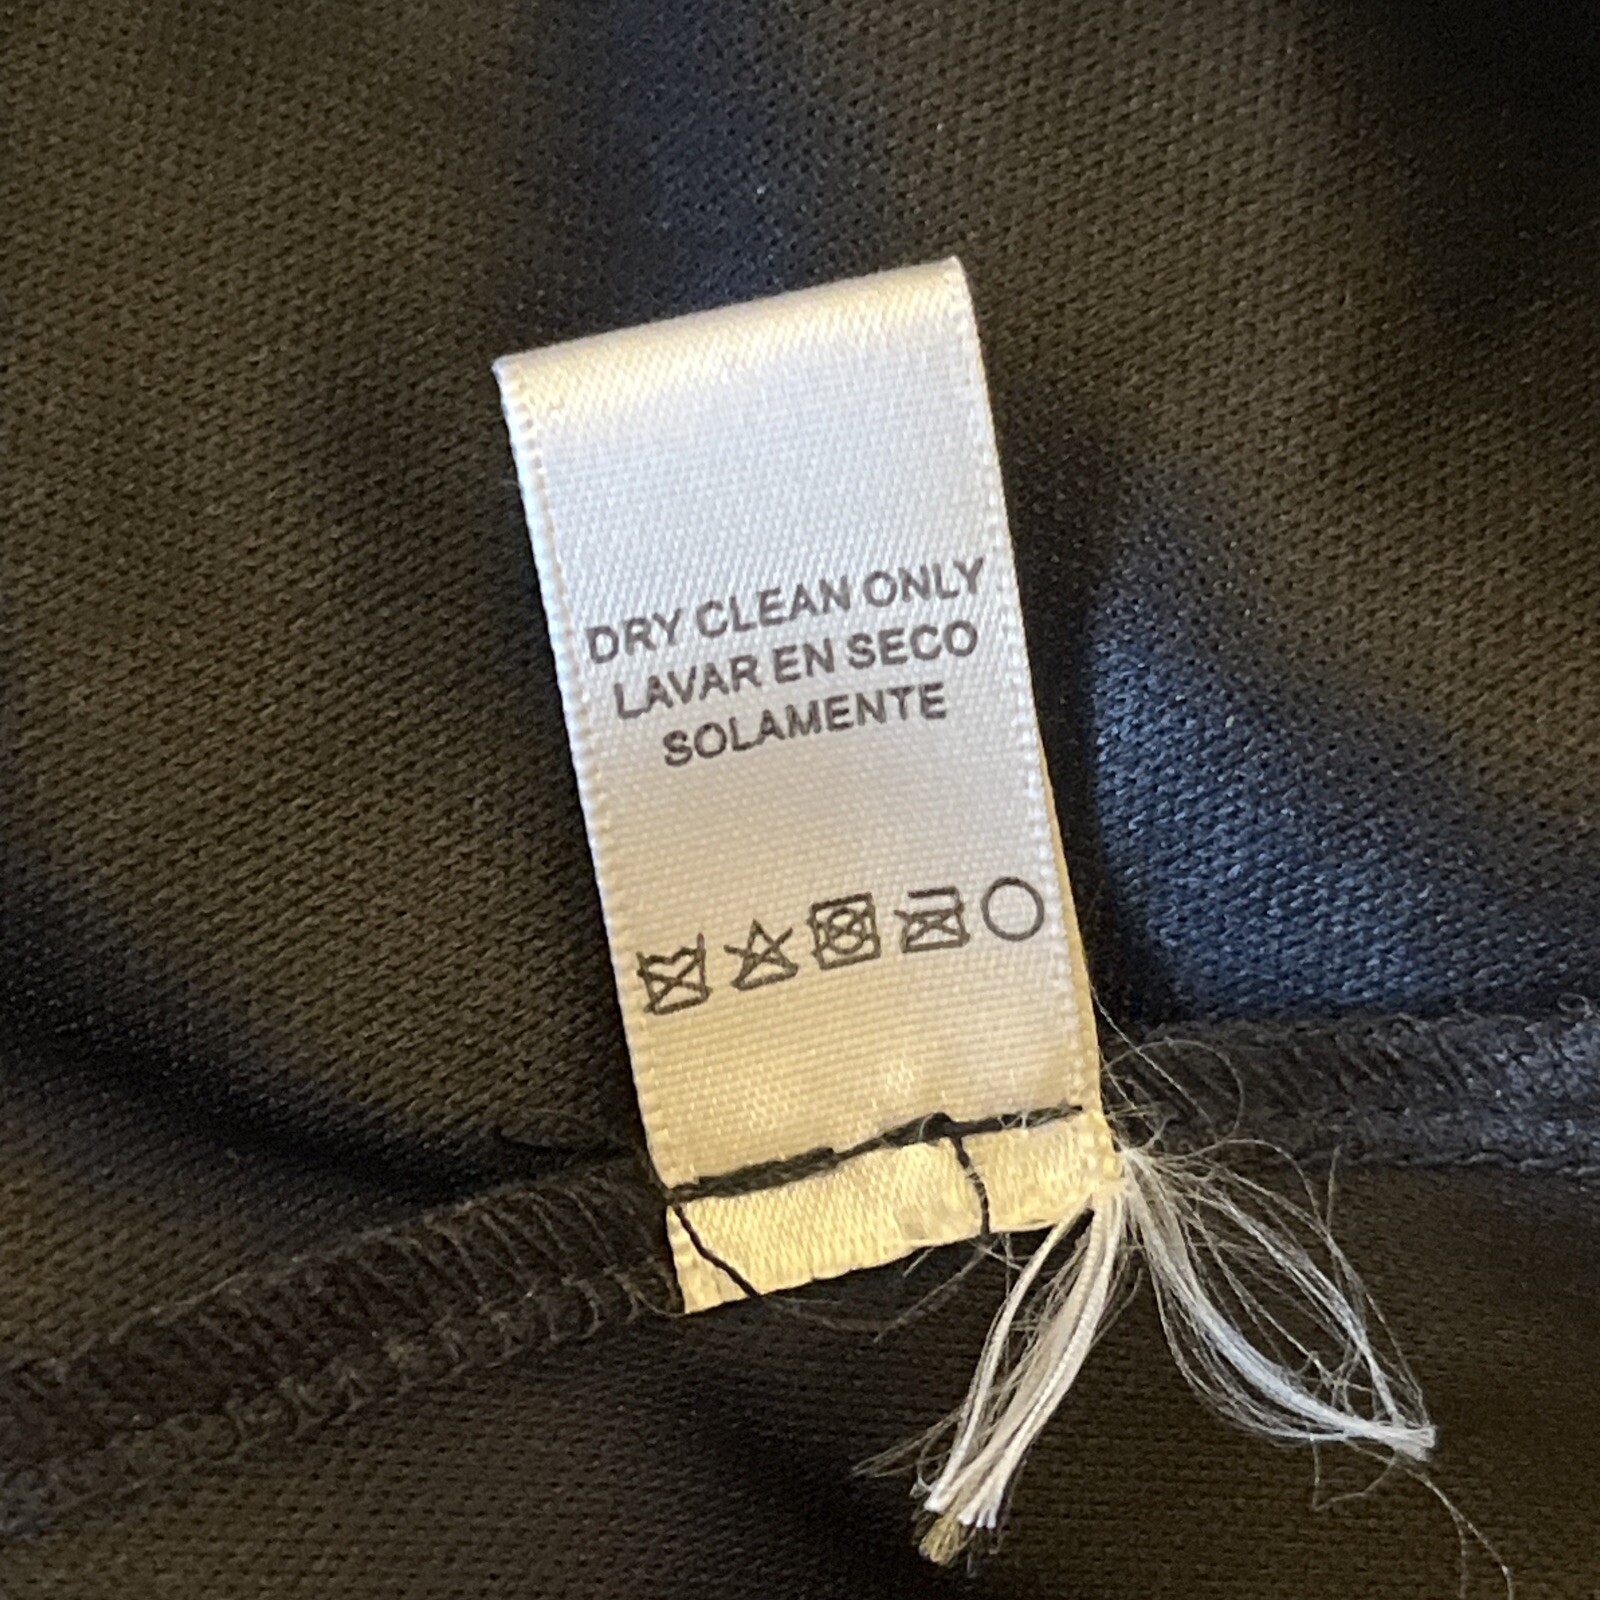 DRY CLEAN ONLY
LAVAR EN SECO
SOLAMENTE